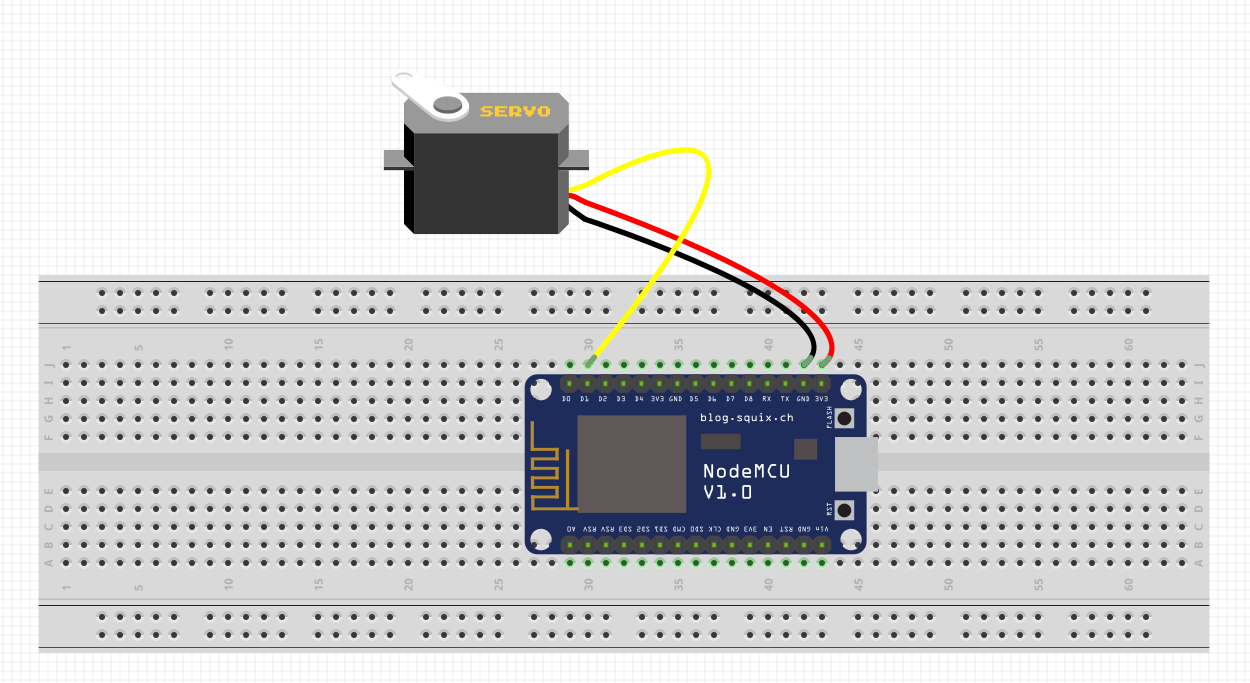 SERVO
1 5 10 15 20 25 30 35 40 45 50 55 60
J J
I I
H H
G G
F F
D0 D1 D2 D3 D4 3V3 GND D5 D6 D7 D8 RX TX GND 3V3
blog.squix.ch
FLASH
NodeMCU
V1.0
RST
E E
D D
C C
B B
A A
A0 RSV RSV SD3 SD2 SD1 CMD SDO CLK GND 3V3 EN RST GND Vin
1 5 10 15 20 25 30 35 40 45 50 55 60